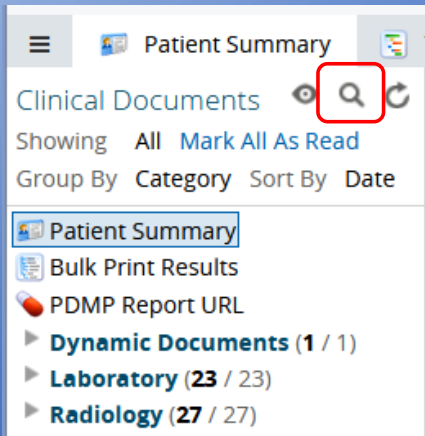 Patient Summary
Clinical Documents
Showing All Mark All As Read
Group By Category Sort By Date
Patient Summary
Bulk Print Results
PDMP Report URL
Dynamic Documents (1 / 1)
Laboratory (23 / 23)
Radiology (27 / 27)